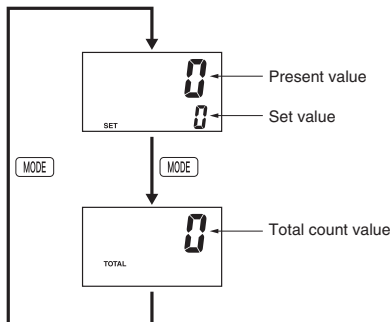 0
Present value
0
Set value
SET
MODE
MODE
0
Total count value
TOTAL